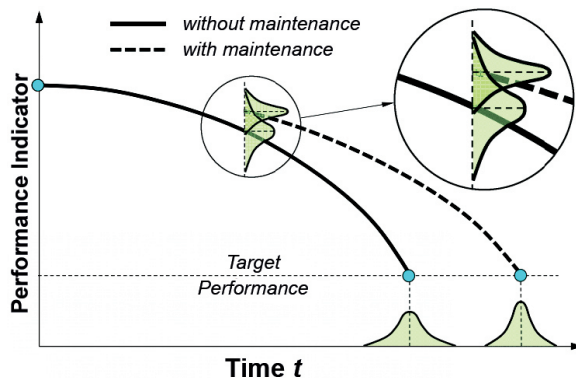 without maintenance
with maintenance
Performance Indicator
Target
Performance
Time t